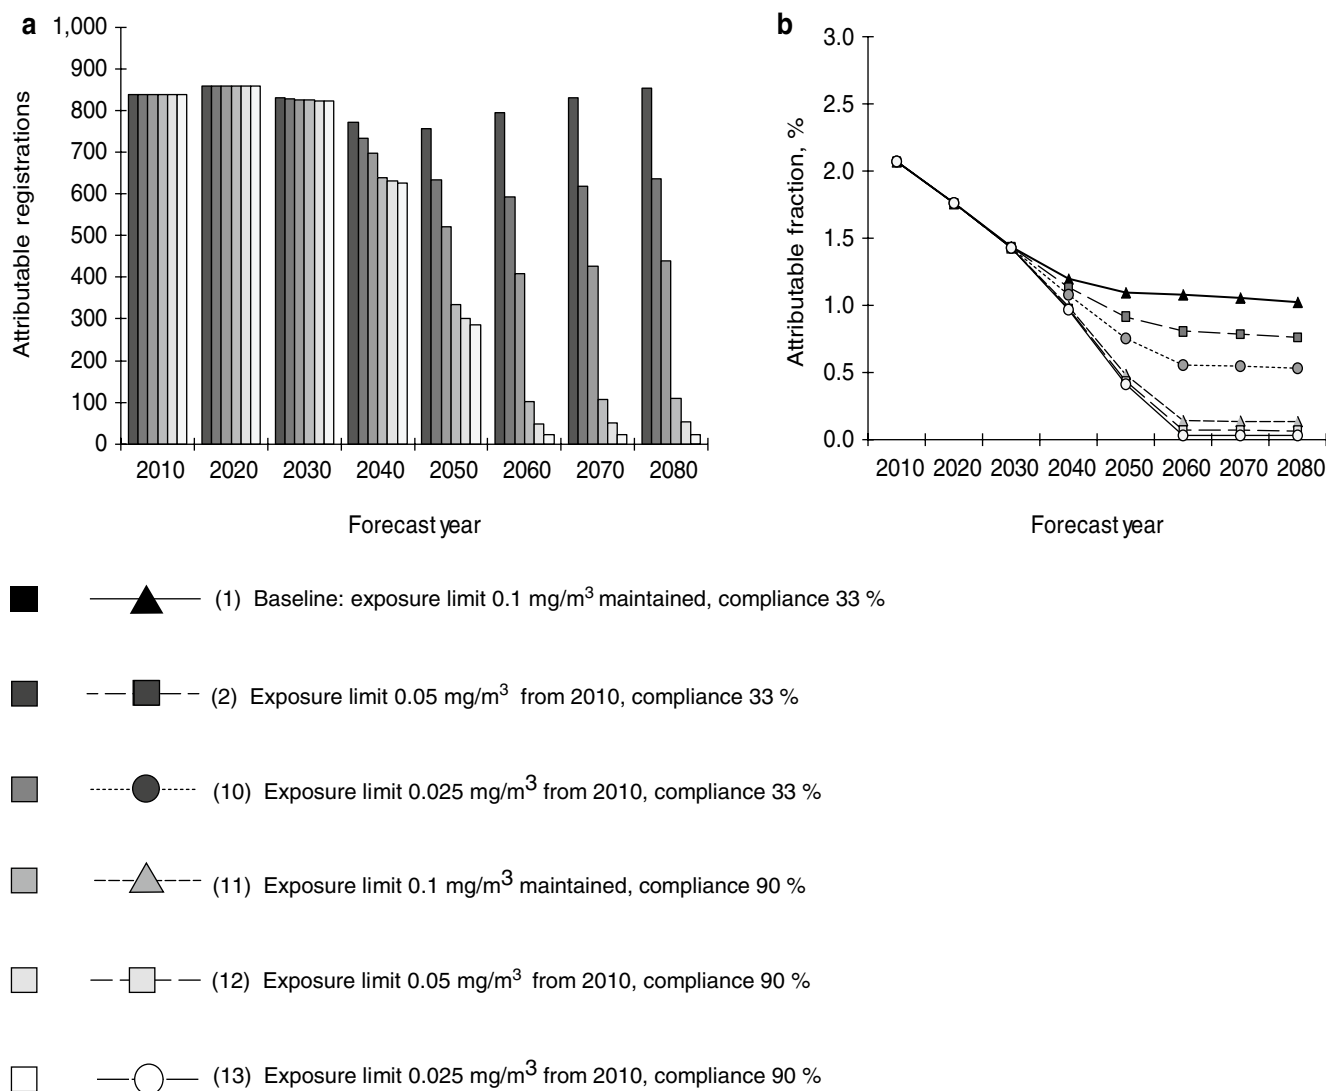 a
1,000
900
800
700
600
500
400
300
200
100
0
Attributable registrations
2010 2020 2030 2040 2050 2060 2070 2080
Forecast year
b
3.0
2.5
2.0
1.5
1.0
0.5
0.0
Attributable fraction, %
2010 2020 2030 2040 2050 2060 2070 2080
Forecast year
(1) Baseline: exposure limit 0.1 mg/m³ maintained, compliance 33 %
(2) Exposure limit 0.05 mg/m³ from 2010, compliance 33 %
(10) Exposure limit 0.025 mg/m³ from 2010, compliance 33 %
(11) Exposure limit 0.1 mg/m³ maintained, compliance 90 %
(12) Exposure limit 0.05 mg/m³ from 2010, compliance 90 %
(13) Exposure limit 0.025 mg/m³ from 2010, compliance 90 %